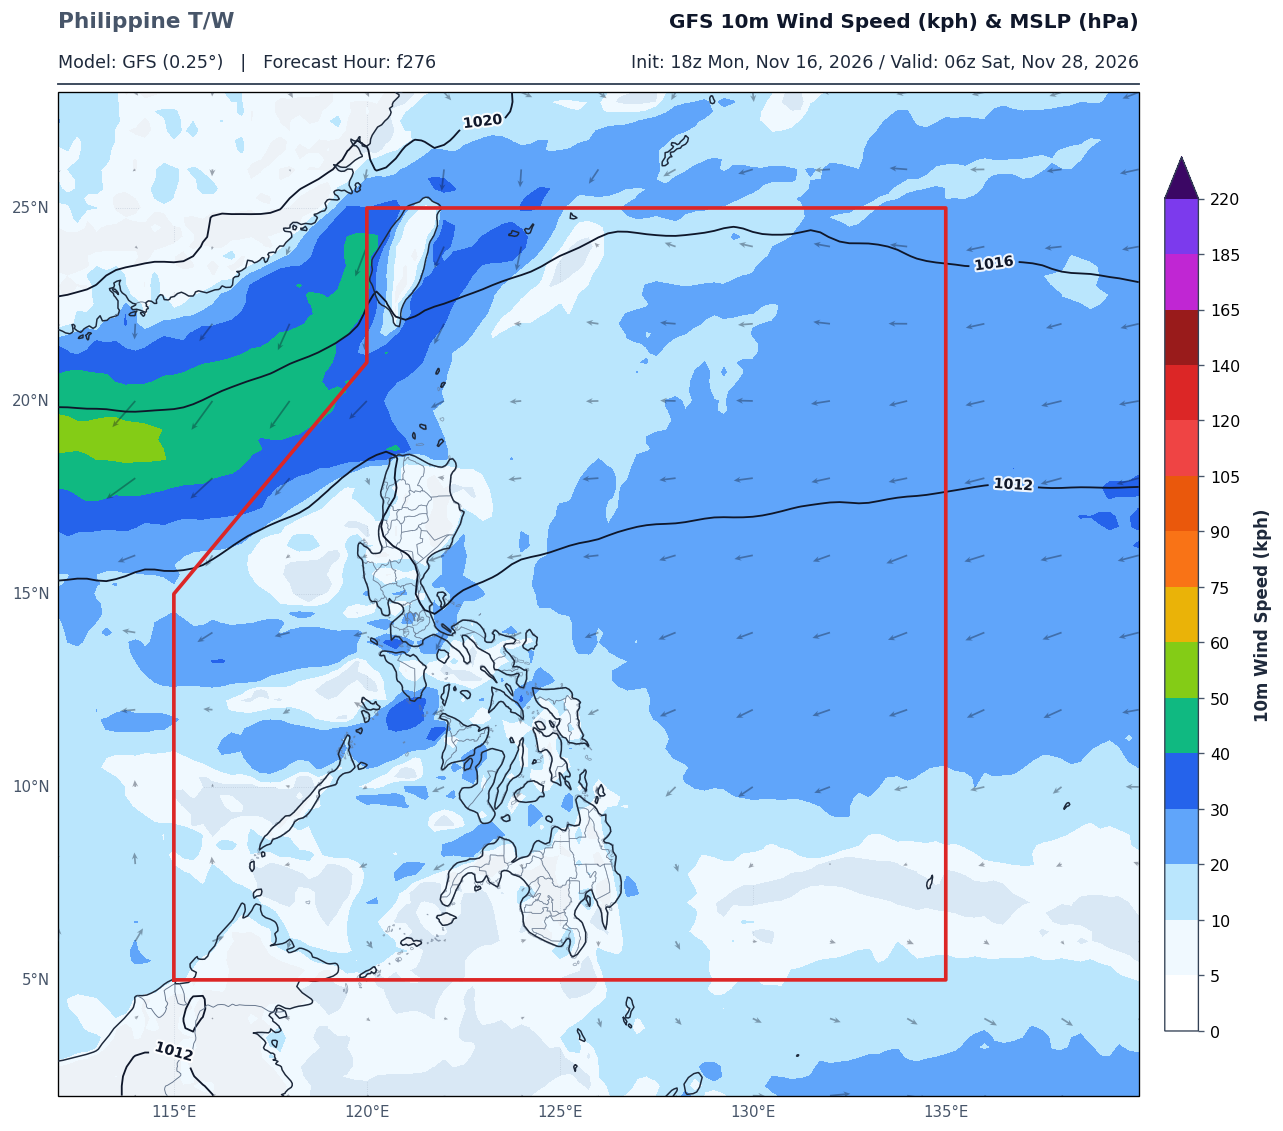 Philippine T/W
GFS 10m Wind Speed (kph) & MSLP (hPa)
Model: GFS (0.25°) | Forecast Hour: f276
Init: 18z Mon, Nov 16, 2026 / Valid: 06z Sat, Nov 28, 2026
1020
1016
1012
1012
25°N
20°N
15°N
10°N
5°N
115°E
120°E
125°E
130°E
135°E
220
185
165
140
120
105
90
75
60
50
40
30
20
10
5
0
10m Wind Speed (kph)